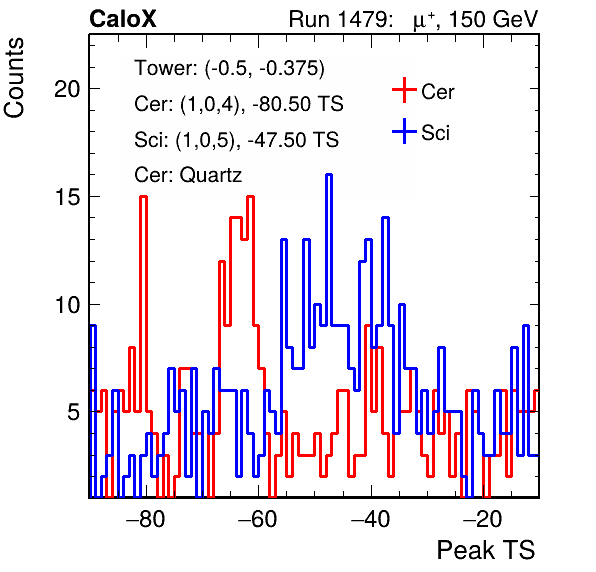 CaloX Run 1479: μ⁺, 150 GeV
Counts
Tower: (-0.5, -0.375)
Cer: (1,0,4), -80.50 TS
Sci: (1,0,5), -47.50 TS
Cer: Quartz
Cer
Sci
20
15
10
5
−80 −60 −40 −20
Peak TS